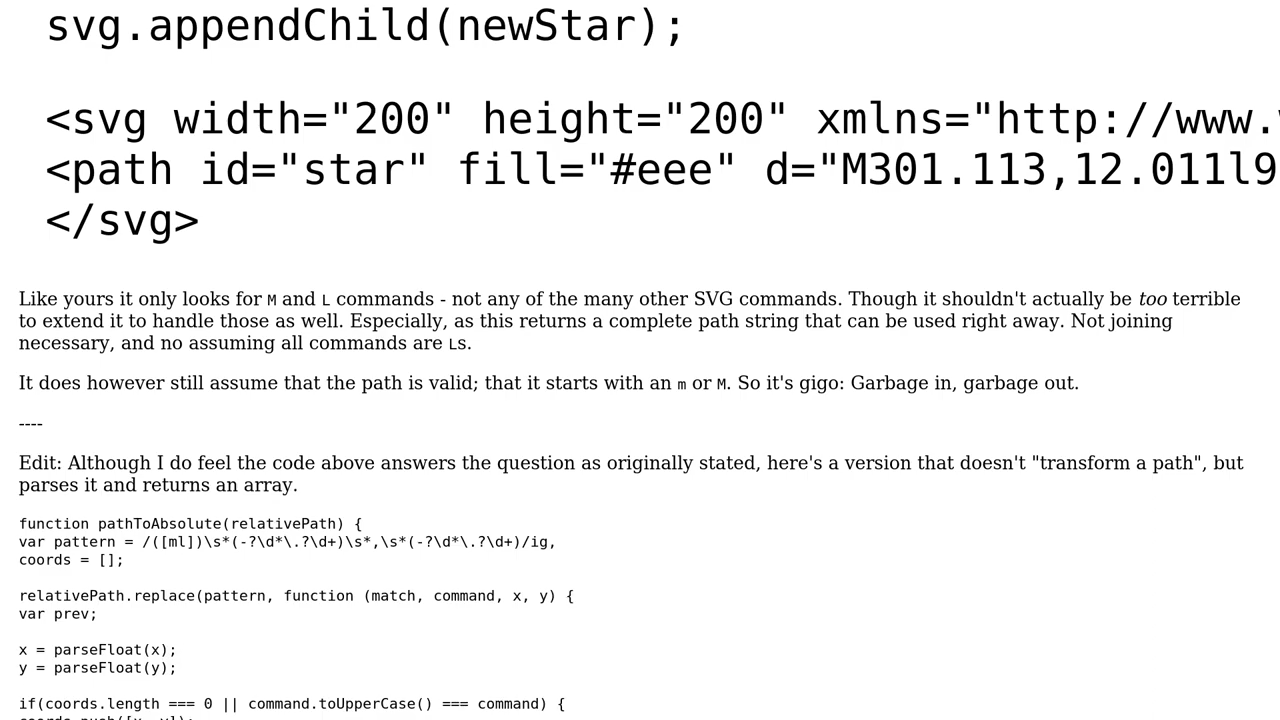 svg.appendChild(newStar);
<svg width="200" height="200" xmlns="http://www.
<path id="star" fill="#eee" d="M301.113,12.011l9
</svg>
Like yours it only looks for M and L commands - not any of the many other SVG commands. Though it shouldn't actually be too terrible
to extend it to handle those as well. Especially, as this returns a complete path string that can be used right away. Not joining
necessary, and no assuming all commands are Ls.
It does however still assume that the path is valid; that it starts with an m or M. So it's gigo: Garbage in, garbage out.
----
Edit: Although I do feel the code above answers the question as originally stated, here's a version that doesn't "transform a path", but
parses it and returns an array.
function pathToAbsolute(relativePath) {
var pattern = /([ml])\s*(-?\d*\.?\d+)\s*,\s*(-?\d*\.?\d+)/ig,
coords = [];
relativePath.replace(pattern, function (match, command, x, y) {
var prev;
x = parseFloat(x);
y = parseFloat(y);
if(coords.length === 0 || command.toUpperCase() === command) {
coords.push([x, y]);